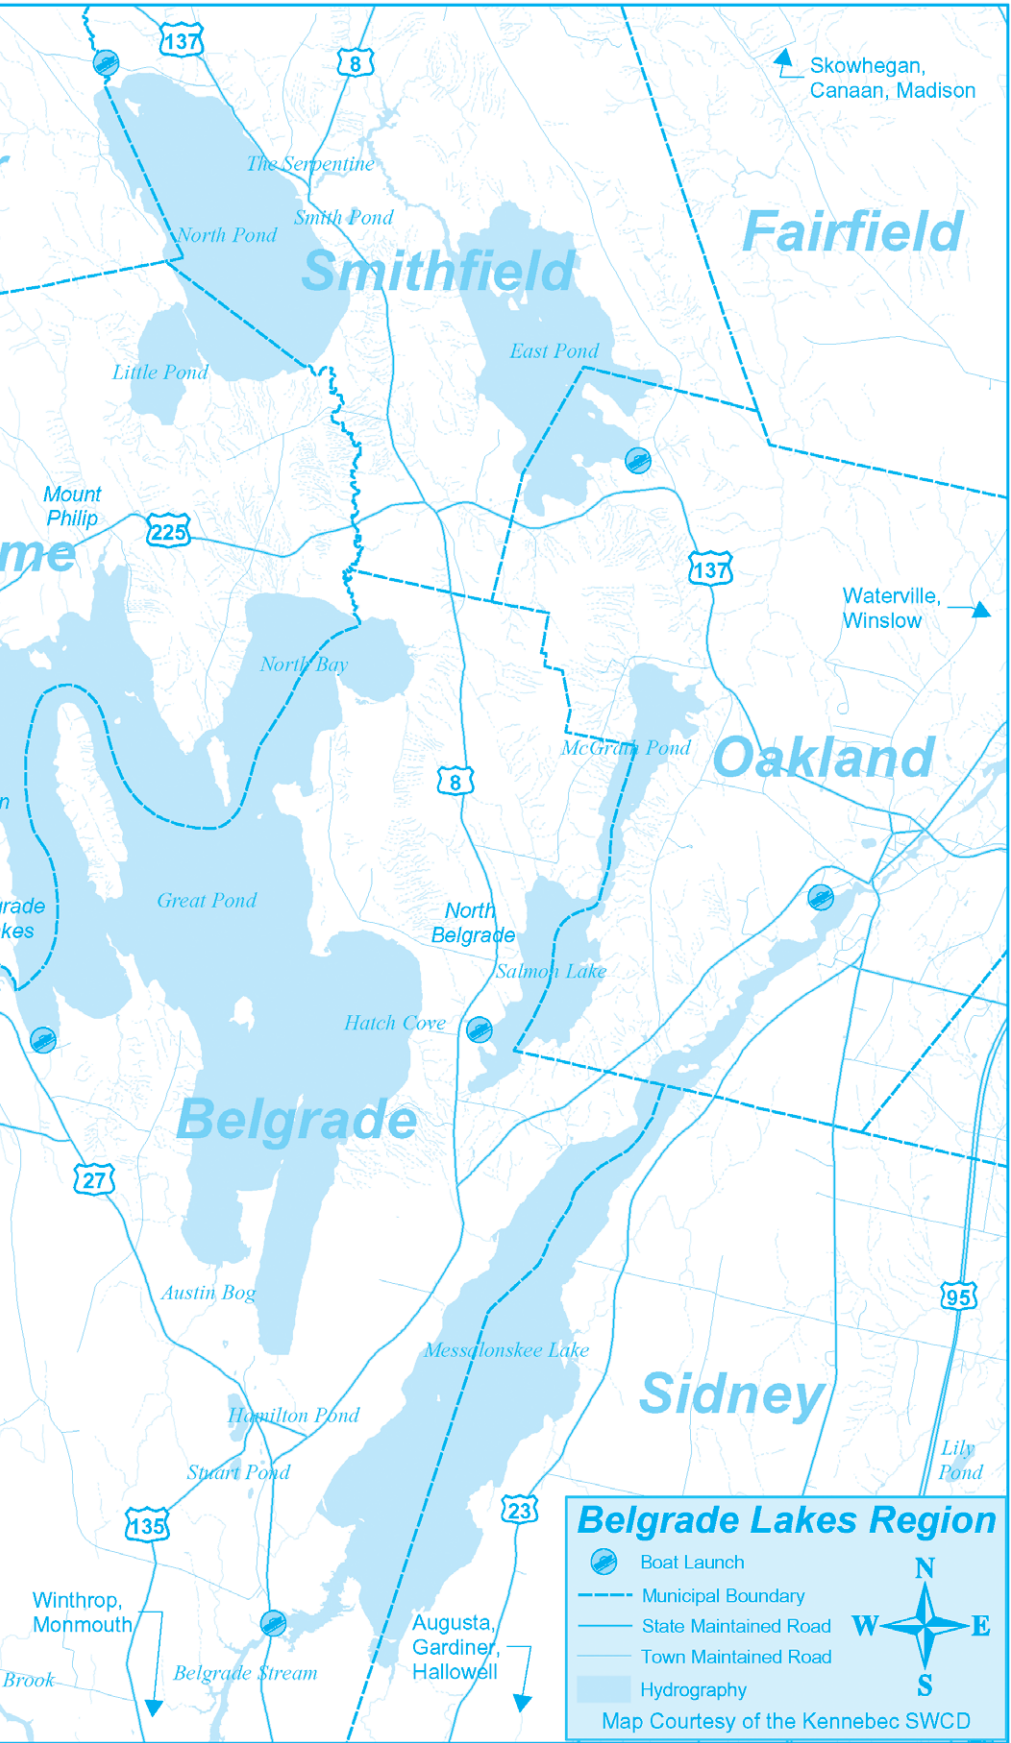 137
8
Skowhegan,
Canaan, Madison
The Serpentine
Smith Pond
North Pond
Fairfield
Smithfield
East Pond
Little Pond
Mount
Philip
225
me
137
Waterville,
Winslow
North Bay
McGrath Pond
Oakland
8
n
Great Pond
grade
kes
North
Belgrade
Salmon Lake
Hatch Cove
Belgrade
27
Austin Bog
95
Messalonskee Lake
Sidney
Hamilton Pond
Stuart Pond
Lily
Pond
135
23
Winthrop,
Monmouth
Augusta,
Gardiner,
Hallowell
Brook
Belgrade Stream
Belgrade Lakes Region
Boat Launch
Municipal Boundary
State Maintained Road
Town Maintained Road
Hydrography
N
W
E
S
Map Courtesy of the Kennebec SWCD